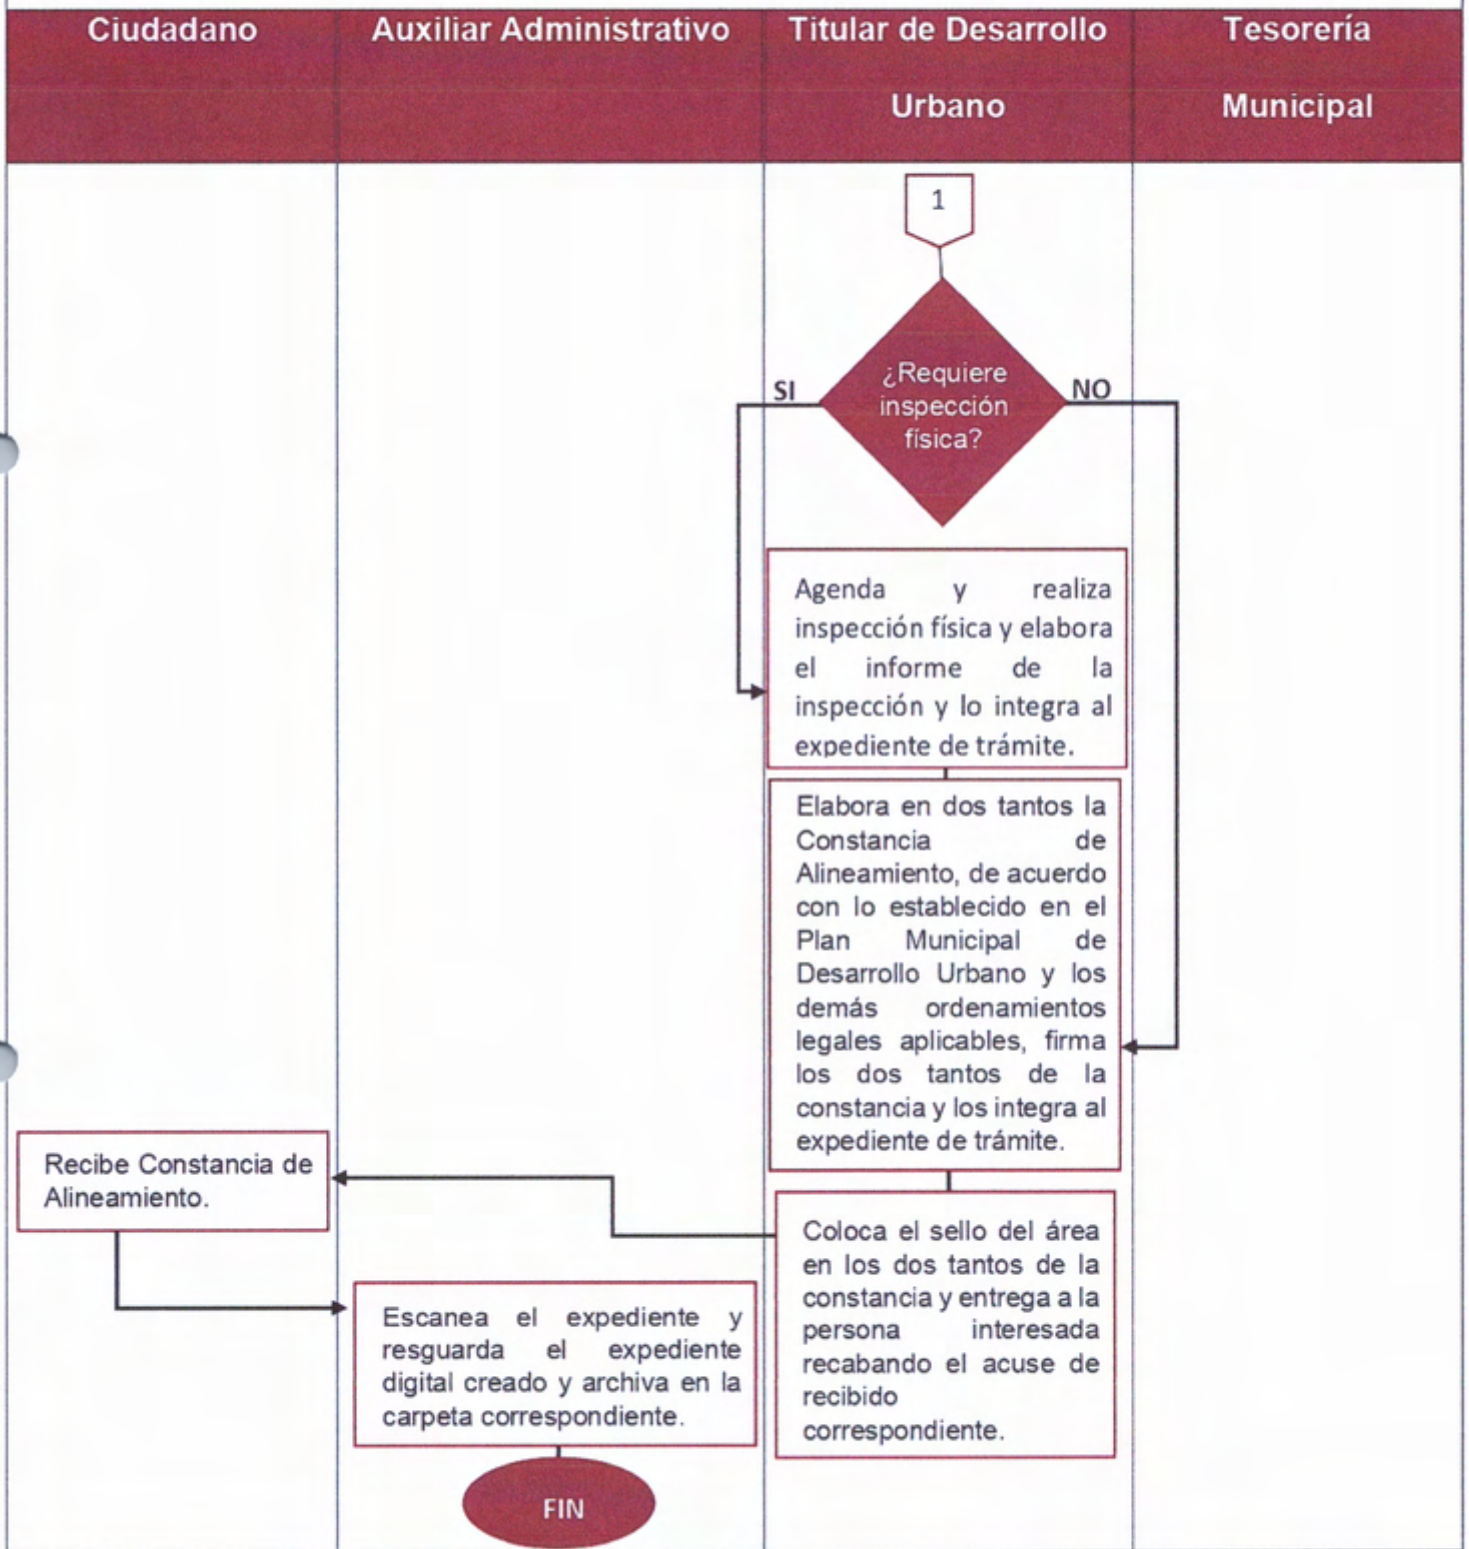 Ciudadano
Auxiliar Administrativo
Titular de Desarrollo
Urbano
Tesorería
Municipal
1
¿Requiere
inspección
física?
SI
NO
Agenda y realiza
inspección física y elabora
el informe de la
inspección y lo integra al
expediente de trámite.
Elabora en dos tantos la
Constancia de
Alineamiento, de acuerdo
con lo establecido en el
Plan Municipal de
Desarrollo Urbano y los
demás ordenamientos
legales aplicables, firma
los dos tantos de la
constancia y los integra al
expediente de trámite.
Recibe Constancia de
Alineamiento.
Coloca el sello del área
en los dos tantos de la
constancia y entrega a la
persona interesada
recabando el acuse de
recibido
correspondiente.
Escanea el expediente y
resguarda el expediente
digital creado y archiva en la
carpeta correspondiente.
FIN